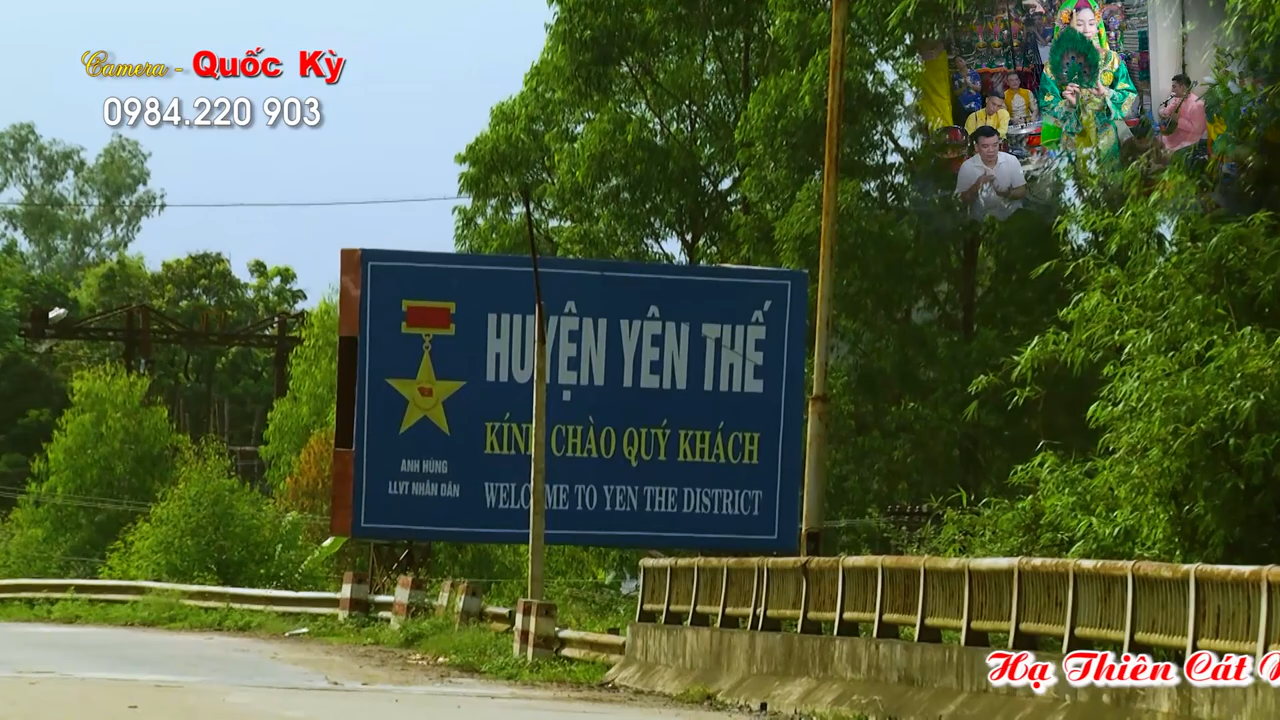 Camera - Quốc Kỳ
0984.220 903
HUYỆN YÊN THẾ
KÍNH CHÀO QUÝ KHÁCH
WELCOME TO YEN THE DISTRICT
ANH HÙNG
LLVT NHÂN DÂN
Hạ Thiên Cát